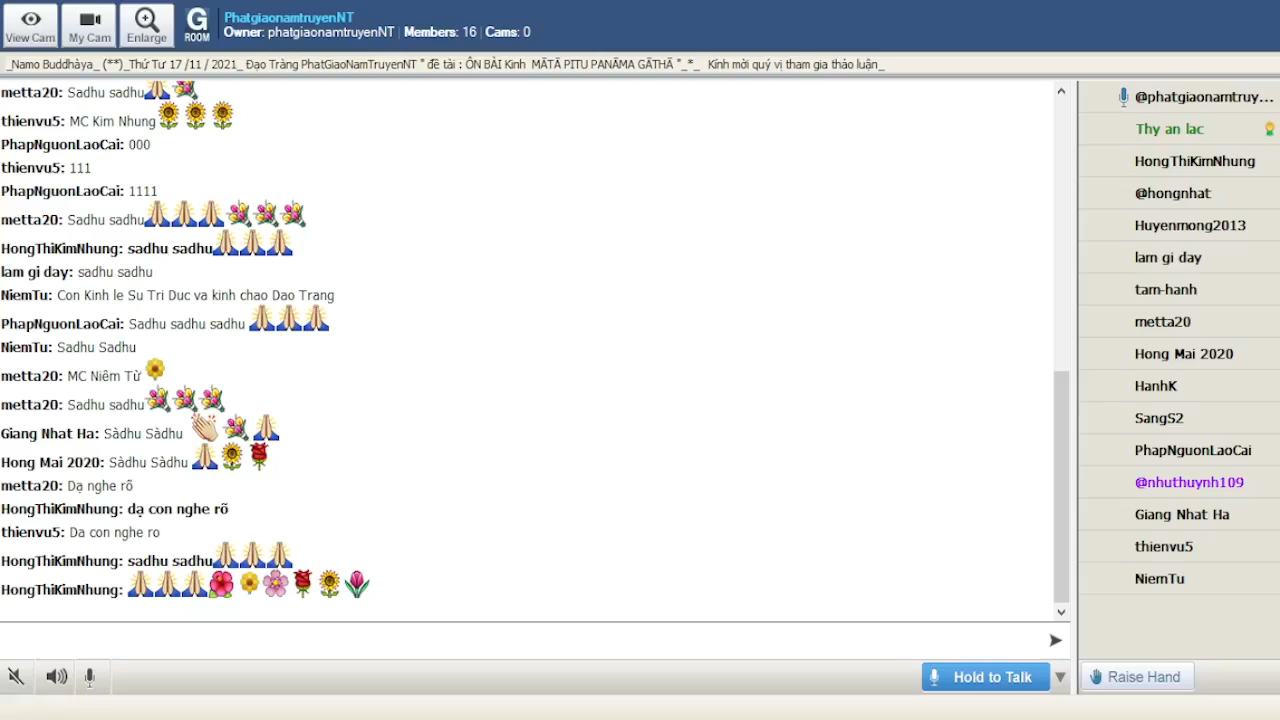 View Cam
My Cam
Enlarge
G
ROOM
PhatgiaonamtruyenNT
Owner: phatgiaonamtruyenNT | Members: 16 | Cams: 0
_Namo Buddhàya_ (**)_Thứ Tư 17 /11 / 2021_ Đạo Tràng PhatGiaoNamTruyenNT " đề tài : ÔN BÀI Kinh MĀTĀ PITU PANĀMA GĀTHĀ "_*_ Kính mời quý vị tham gia thảo luận_
metta20: Sadhu sadhu
thienvu5: MC Kim Nhung
PhapNguonLaoCai: 000
thienvu5: 111
PhapNguonLaoCai: 1111
metta20: Sadhu sadhu
HongThiKimNhung: sadhu sadhu
lam gi day: sadhu sadhu
NiemTu: Con Kinh le Su Tri Duc va kinh chao Dao Trang
PhapNguonLaoCai: Sadhu sadhu sadhu
NiemTu: Sadhu Sadhu
metta20: MC Niêm Từ
metta20: Sadhu sadhu
Giang Nhat Ha: Sàdhu Sàdhu
Hong Mai 2020: Sàdhu Sàdhu
metta20: Dạ nghe rõ
HongThiKimNhung: dạ con nghe rõ
thienvu5: Da con nghe ro
HongThiKimNhung: sadhu sadhu
HongThiKimNhung:
@phatgiaonamtruy...
Thy an lac
HongThiKimNhung
@hongnhat
Huyenmong2013
lam gi day
tam-hanh
metta20
Hong Mai 2020
HanhK
SangS2
PhapNguonLaoCai
@nhuthuynh109
Giang Nhat Ha
thienvu5
NiemTu
Hold to Talk
Raise Hand